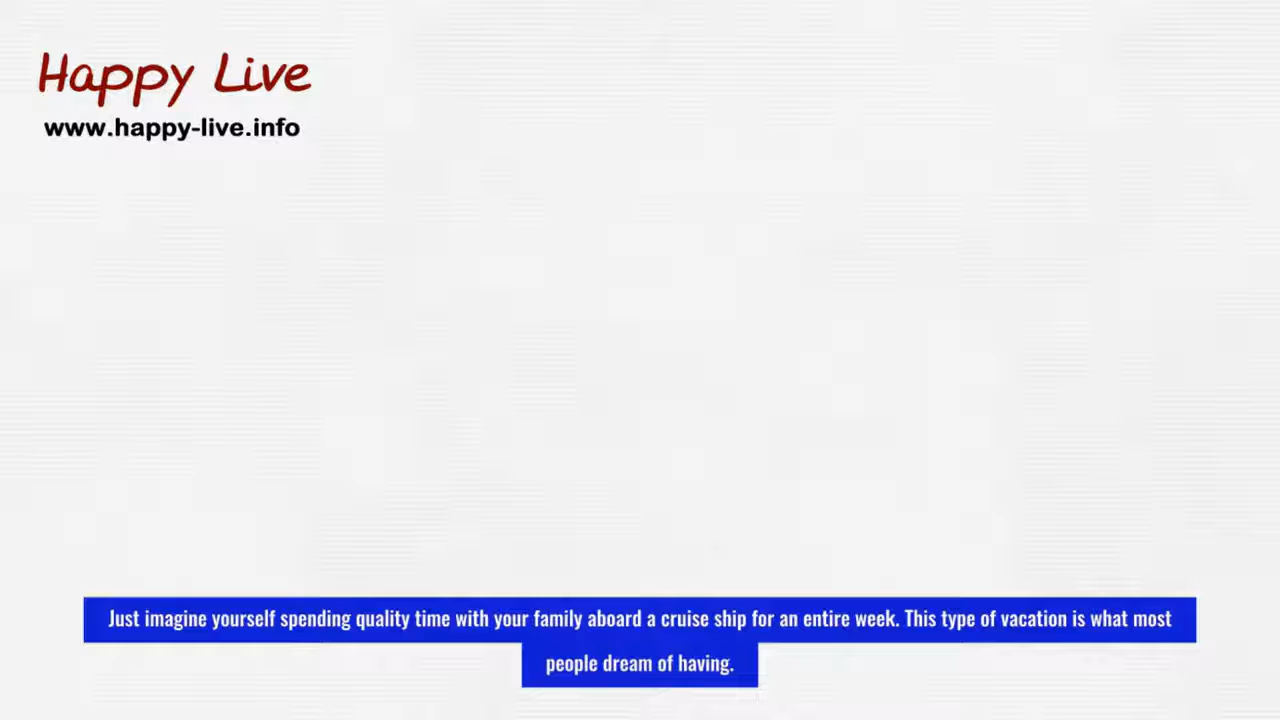 Happy Live
www.happy-live.info
Just imagine yourself spending quality time with your family aboard a cruise ship for an entire week. This type of vacation is what most
people dream of having.